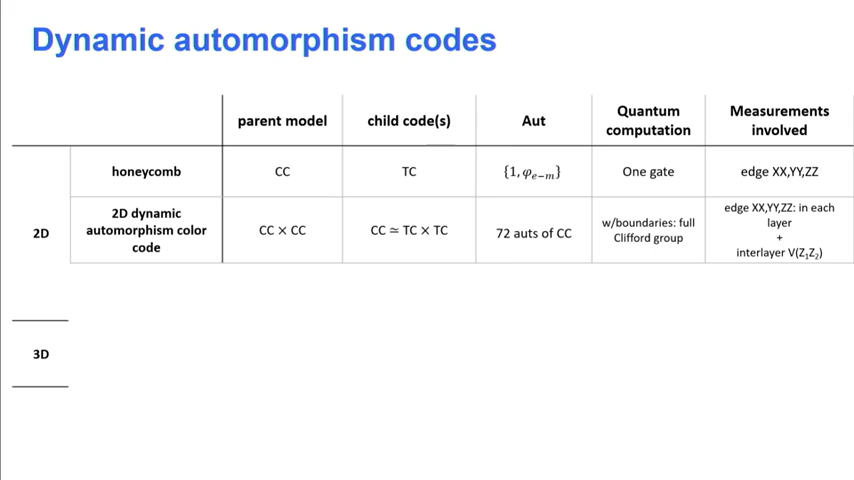 Dynamic automorphism codes
parent model
child code(s)
Aut
Quantum
computation
Measurements
involved
2D
honeycomb
CC
TC
{1, φₑ₋ₘ}
One gate
edge XX,YY,ZZ
2D dynamic
automorphism color
code
CC × CC
CC ≃ TC × TC
72 auts of CC
w/boundaries: full
Clifford group
edge XX,YY,ZZ: in each
layer
+
interlayer V(Z₁Z₂)
3D